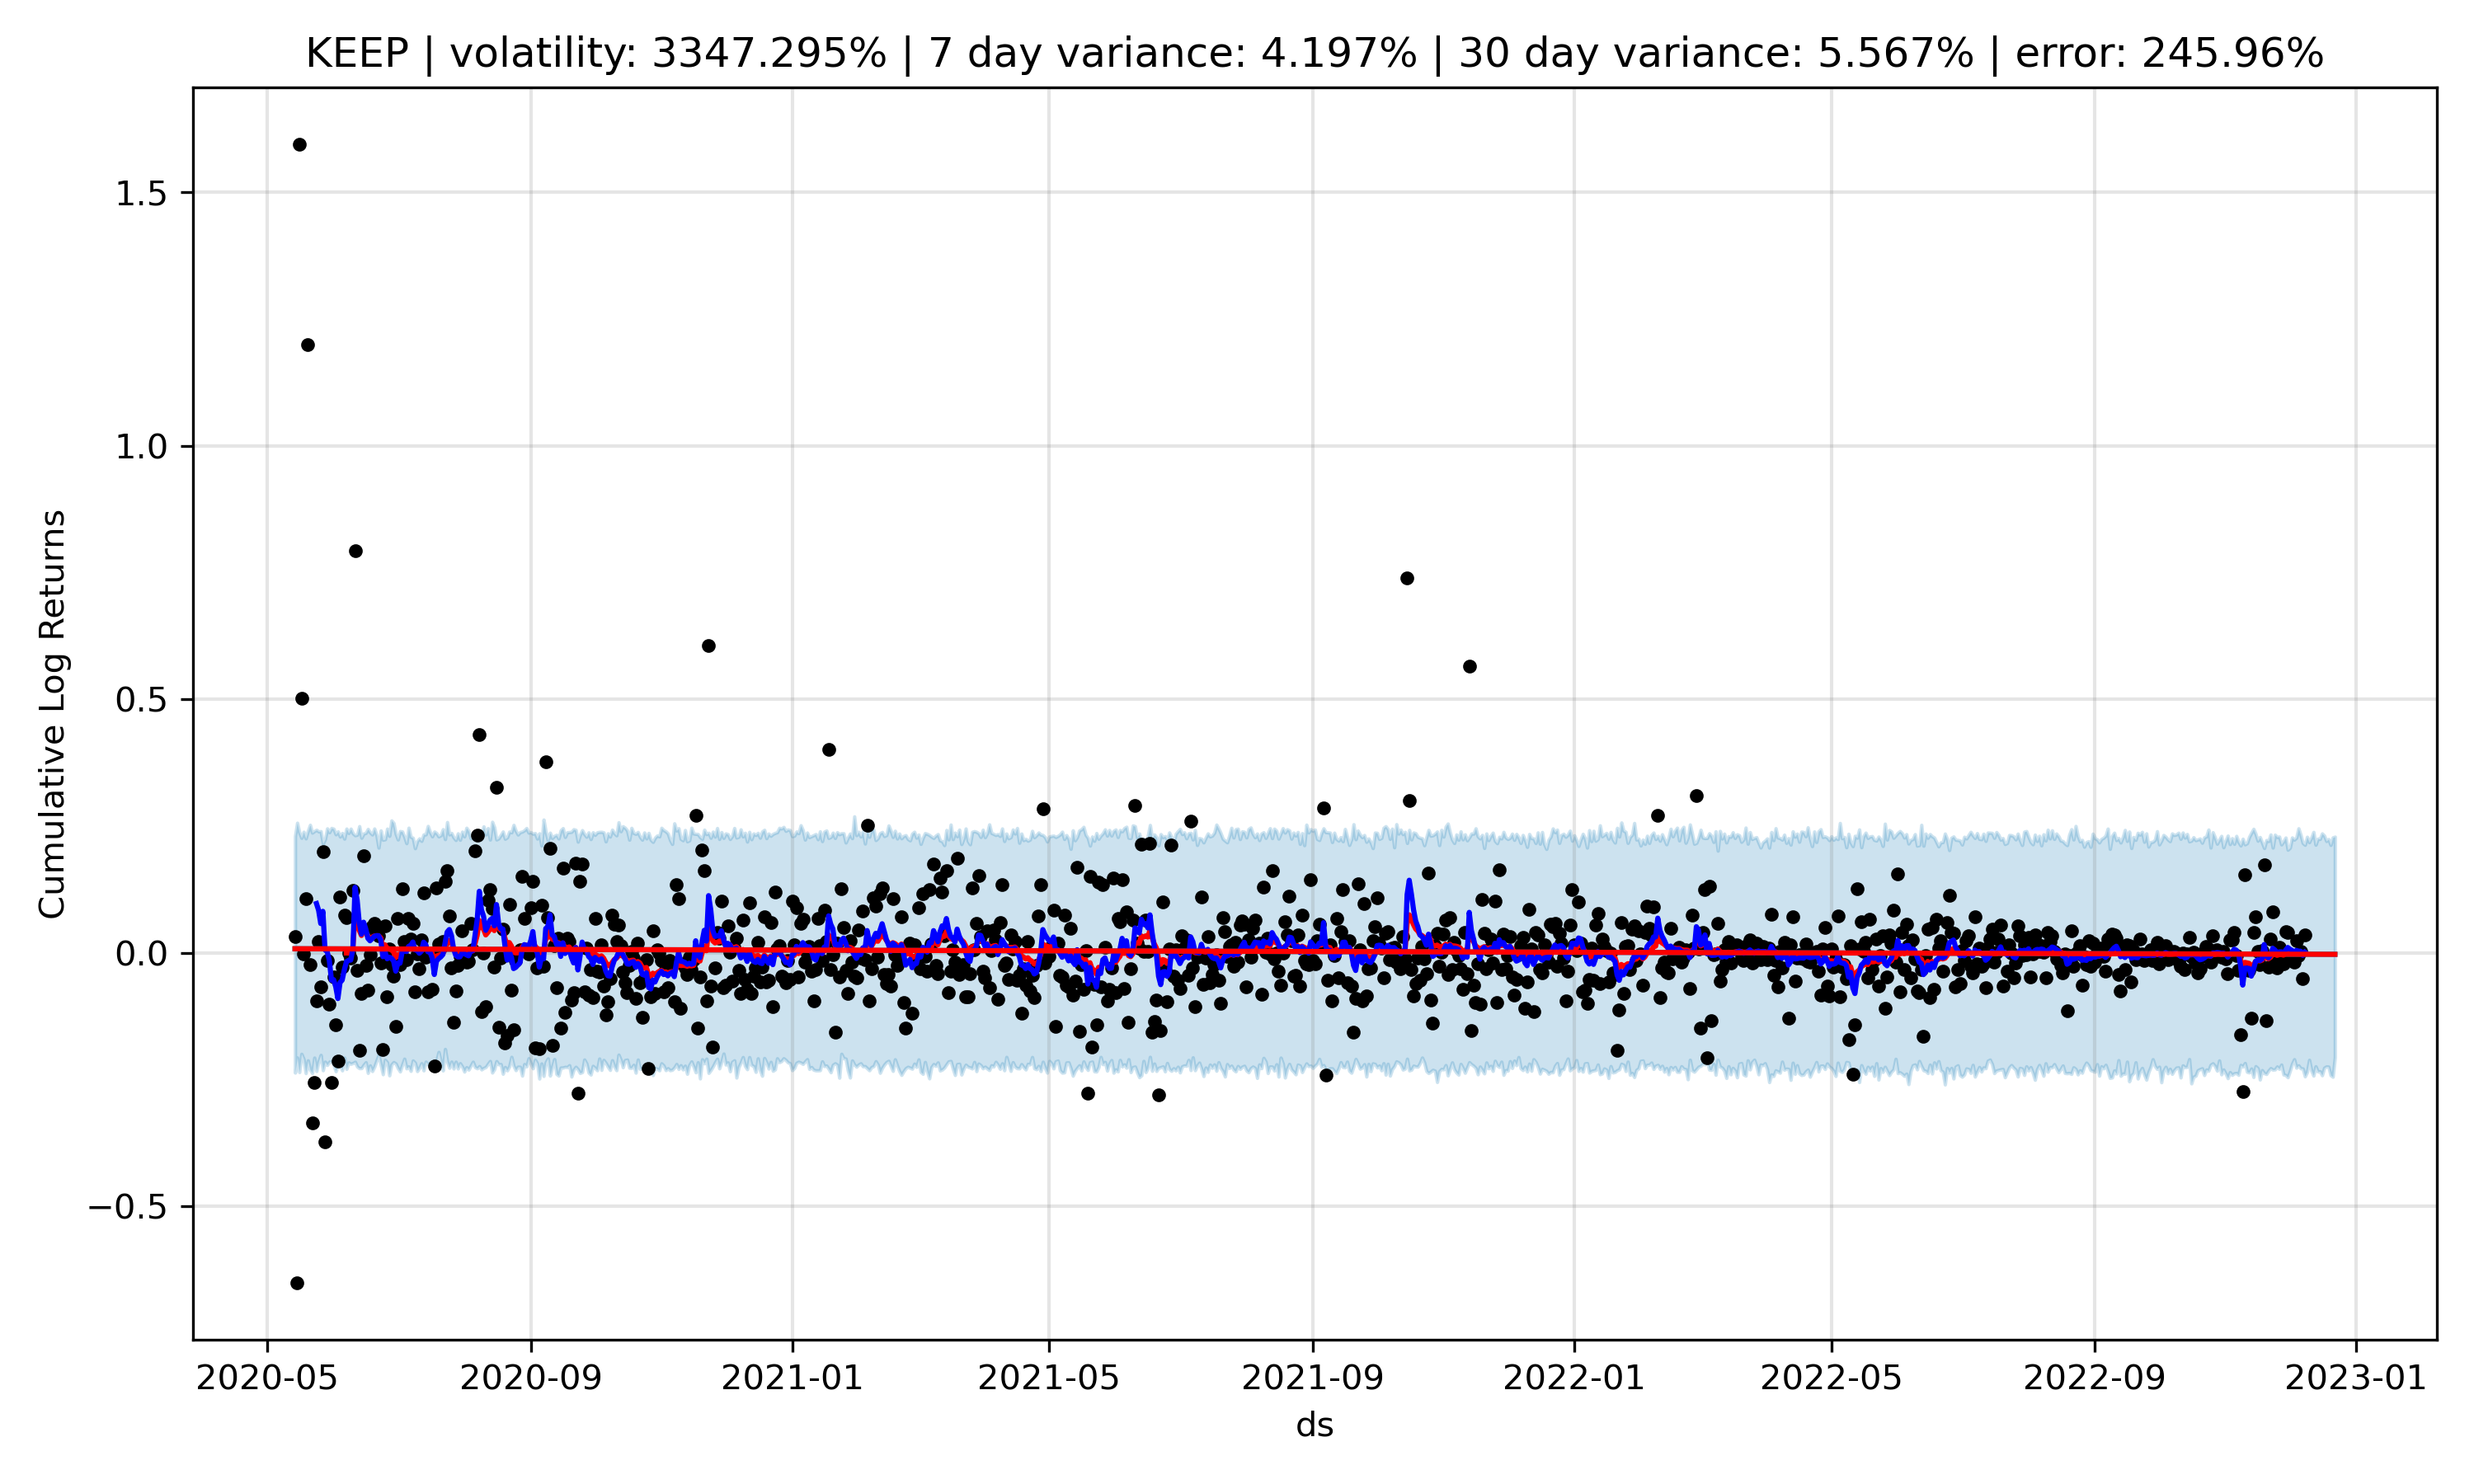 KEEP | volatility: 3347.295% | 7 day variance: 4.197% | 30 day variance: 5.567% | error: 245.96%
Cumulative Log Returns
1.5
1.0
0.5
0.0
−0.5
2020-05 2020-09 2021-01 2021-05 2021-09 2022-01 2022-05 2022-09 2023-01
ds